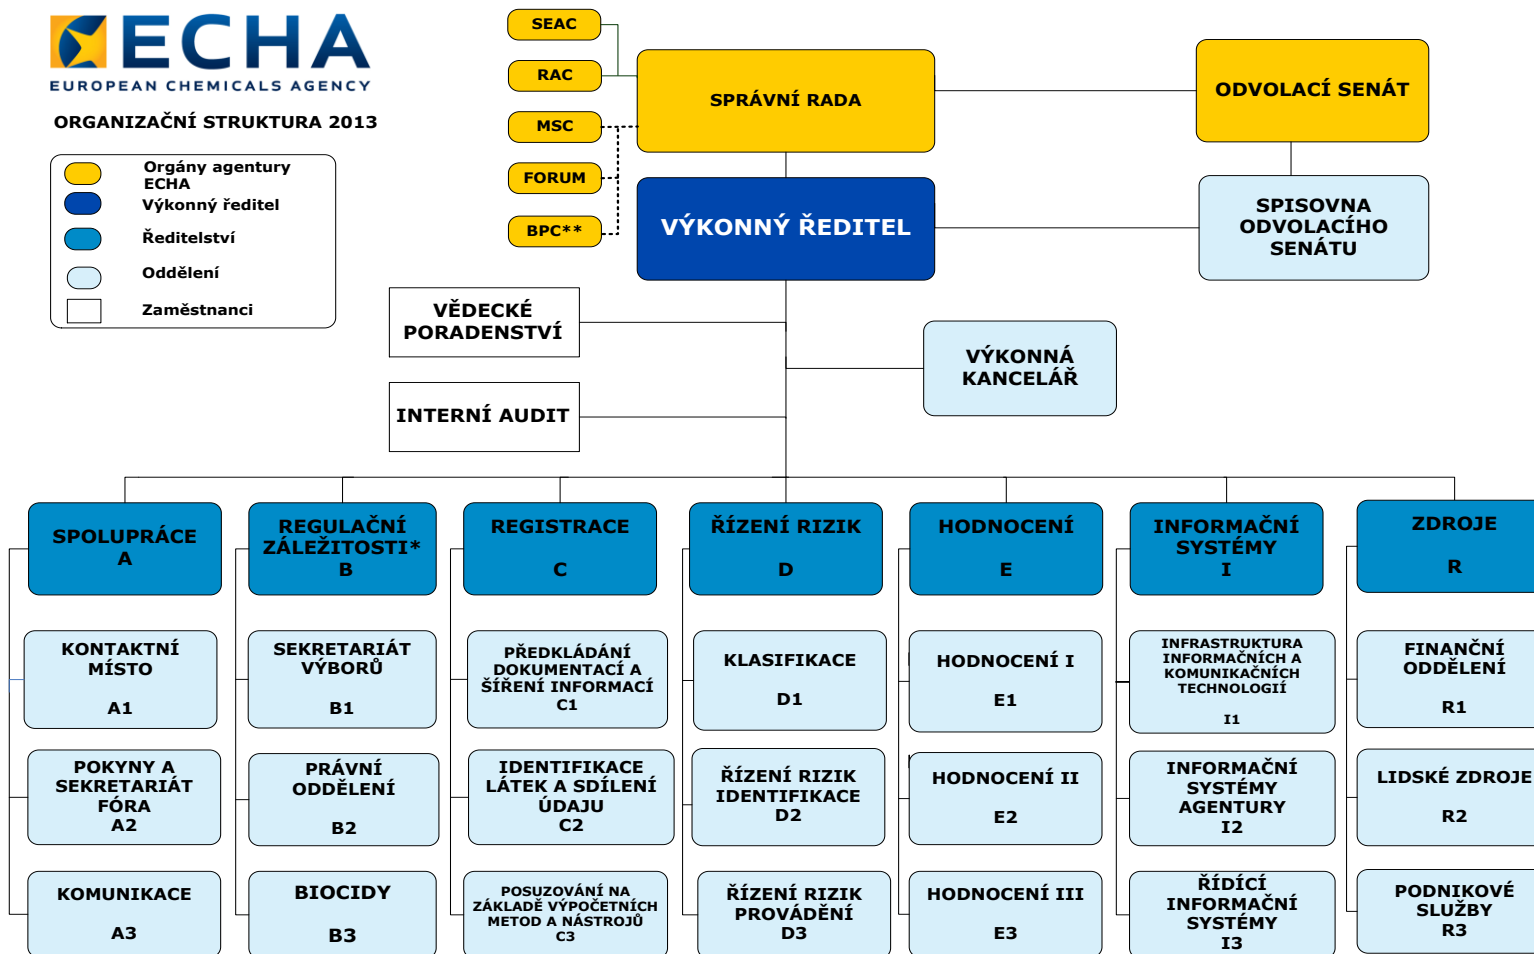 ECHA
EUROPEAN CHEMICALS AGENCY
ORGANIZAČNÍ STRUKTURA 2013
Orgány agentury
ECHA
Výkonný ředitel
Ředitelství
Oddělení
Zaměstnanci
SEAC
RAC
MSC
FORUM
BPC**
SPRÁVNÍ RADA
ODVOLACÍ SENÁT
VÝKONNÝ ŘEDITEL
SPISOVNA
ODVOLACÍHO
SENÁTU
VĚDECKÉ
PORADENSTVÍ
VÝKONNÁ
KANCELÁŘ
INTERNÍ AUDIT
SPOLUPRÁCE
A
REGULAČNÍ
ZÁLEŽITOSTI*
B
REGISTRACE
C
ŘÍZENÍ RIZIK
D
HODNOCENÍ
E
INFORMAČNÍ
SYSTÉMY
I
ZDROJE
R
KONTAKTNÍ
MÍSTO
A1
SEKRETARIÁT
VÝBORŮ
B1
PŘEDKLÁDÁNÍ
DOKUMENTACÍ A
ŠÍŘENÍ INFORMACÍ
C1
KLASIFIKACE
D1
HODNOCENÍ I
E1
INFRASTRUKTURA
INFORMAČNÍCH A
KOMUNIKAČNÍCH
TECHNOLOGIÍ
I1
FINANČNÍ
ODDĚLENÍ
R1
POKYNY A
SEKRETARIÁT
FÓRA
A2
PRÁVNÍ
ODDĚLENÍ
B2
IDENTIFIKACE
LÁTEK A SDÍLENÍ
ÚDAJU
C2
ŘÍZENÍ RIZIK
IDENTIFIKACE
D2
HODNOCENÍ II
E2
INFORMAČNÍ
SYSTÉMY
AGENTURY
I2
LIDSKÉ ZDROJE
R2
KOMUNIKACE
A3
BIOCIDY
B3
POSUZOVÁNÍ NA
ZÁKLADĚ VÝPOČETNÍCH
METOD A NÁSTROJŮ
C3
ŘÍZENÍ RIZIK
PROVÁDĚNÍ
D3
HODNOCENÍ III
E3
ŘÍDÍCÍ
INFORMAČNÍ
SYSTÉMY
I3
PODNIKOVÉ
SLUŽBY
R3